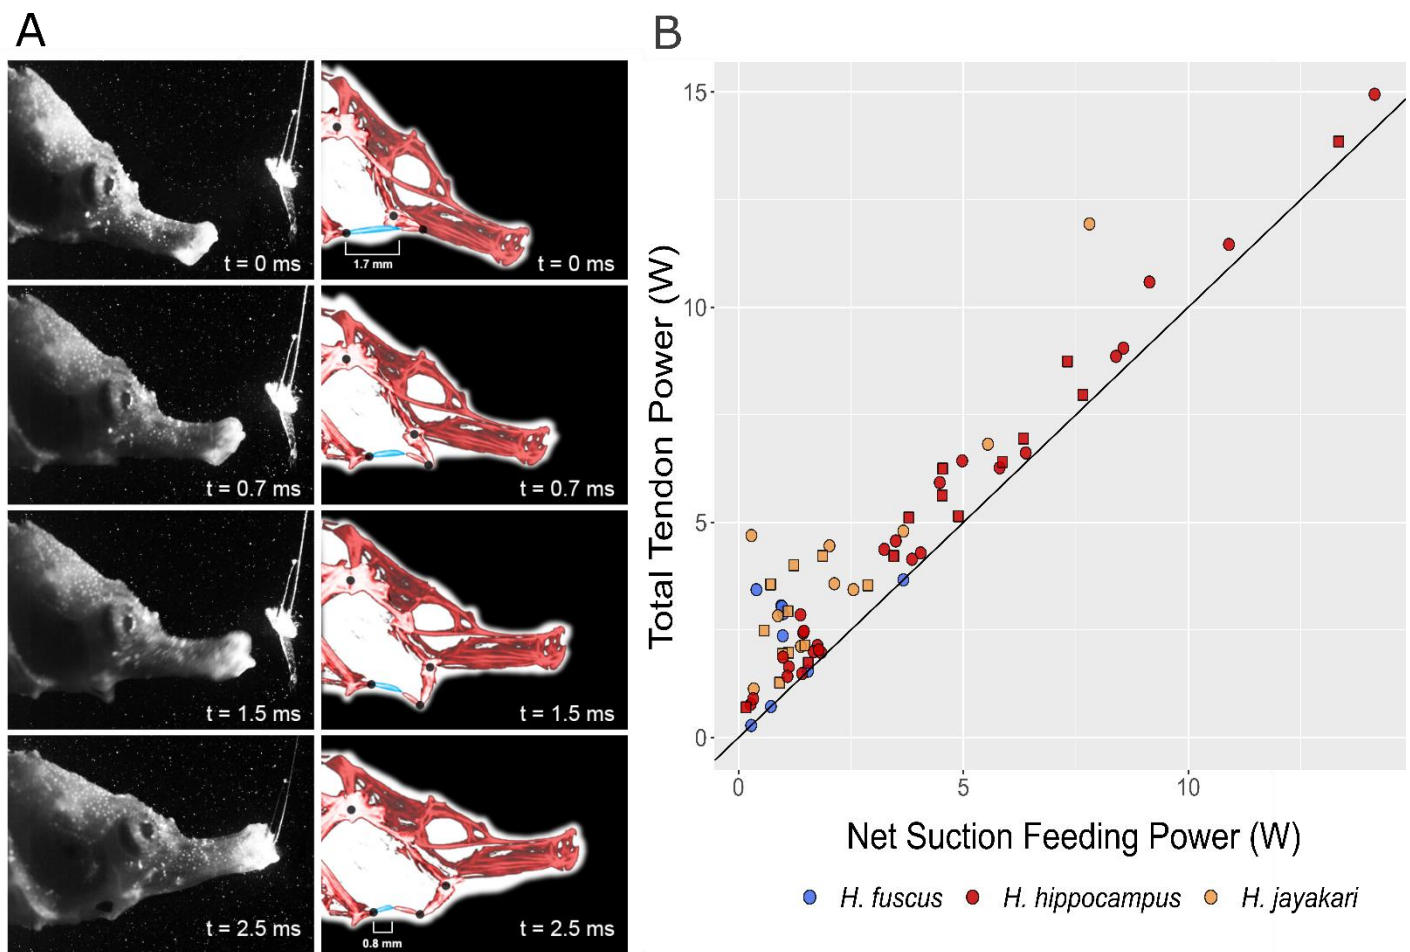 A
t = 0 ms
1.7 mm
t = 0 ms
t = 0.7 ms
t = 0.7 ms
t = 1.5 ms
t = 1.5 ms
t = 2.5 ms
0.8 mm
t = 2.5 ms
B
Total Tendon Power (W)
15
10
5
0
0
5
10
Net Suction Feeding Power (W)
H. fuscus
H. hippocampus
H. jayakari